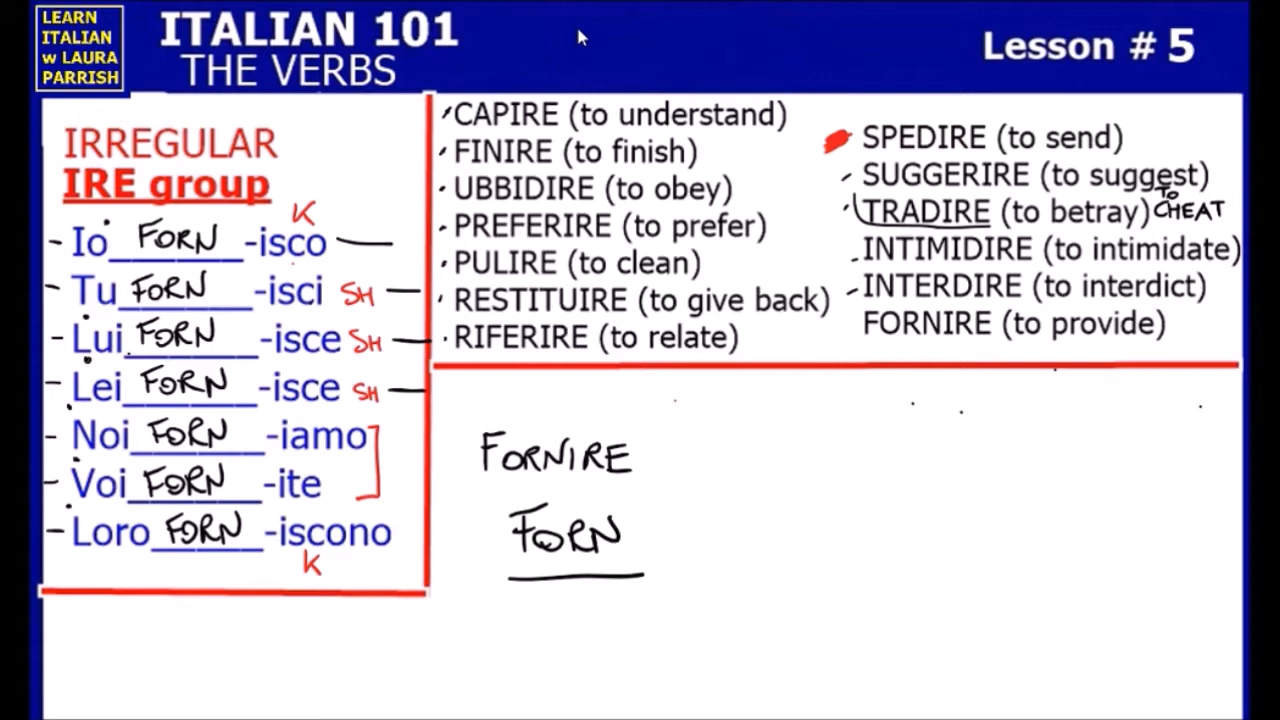 LEARN
ITALIAN
w LAURA
PARRISH
ITALIAN 101
THE VERBS
Lesson # 5
IRREGULAR
IRE group
K
- Io FORN -isco
- Tu FORN -isci SH
- Lui FORN -isce SH
- Lei FORN -isce SH
- Noi FORN -iamo
- Voi FORN -ite
- Loro FORN -iscono
K
CAPIRE (to understand)
FINIRE (to finish)
UBBIDIRE (to obey)
PREFERIRE (to prefer)
PULIRE (to clean)
RESTITUIRE (to give back)
RIFERIRE (to relate)
SPEDIRE (to send)
SUGGERIRE (to suggest)
TRADIRE (to betray) TO CHEAT
INTIMIDIRE (to intimidate)
INTERDIRE (to interdict)
FORNIRE (to provide)
FORNIRE
FORN